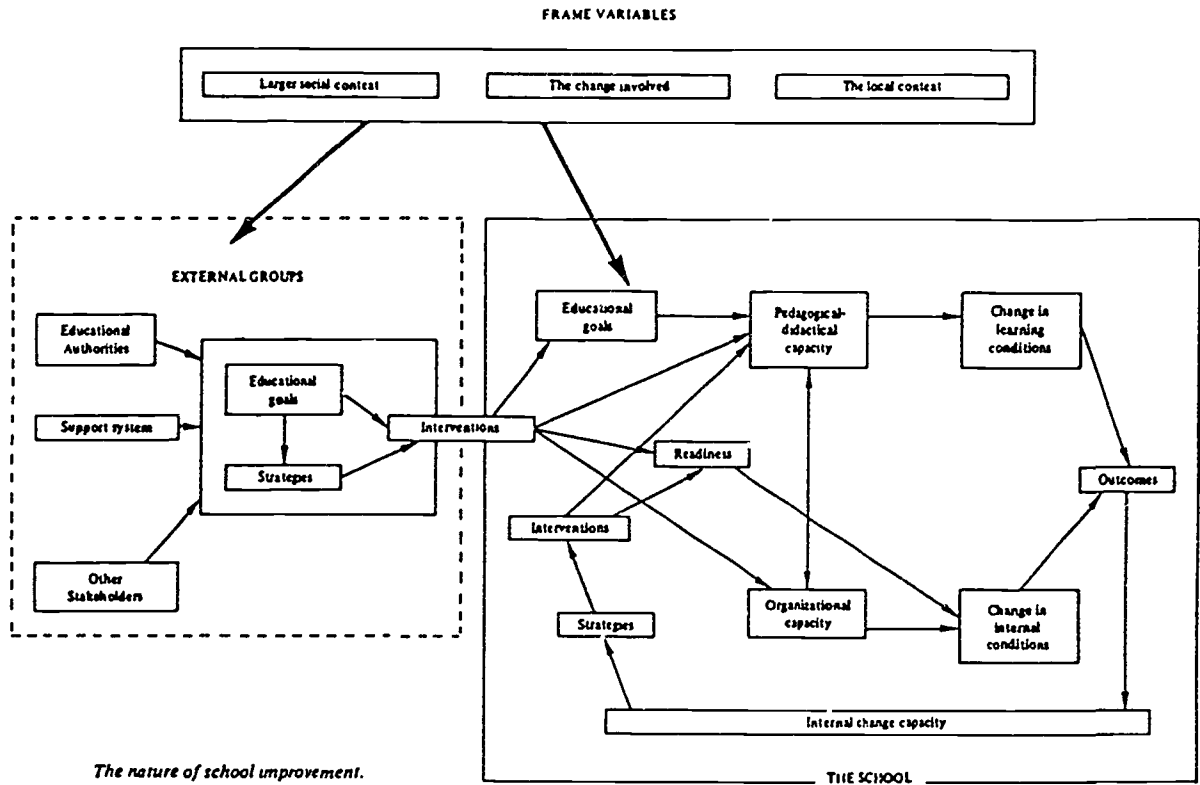 FRAME VARIABLES
Larger social context
The change involved
The local context
EXTERNAL GROUPS
Educational
Authorities
Support system
Other
Stakeholders
Educational
goals
Strategies
Interventions
Educational
goals
Pedagogical-
didactical
capacity
Change in
learning
conditions
Readiness
Outcomes
Interventions
Strategies
Organizational
capacity
Change in
internal
conditions
Internal change capacity
THE SCHOOL
The nature of school improvement.